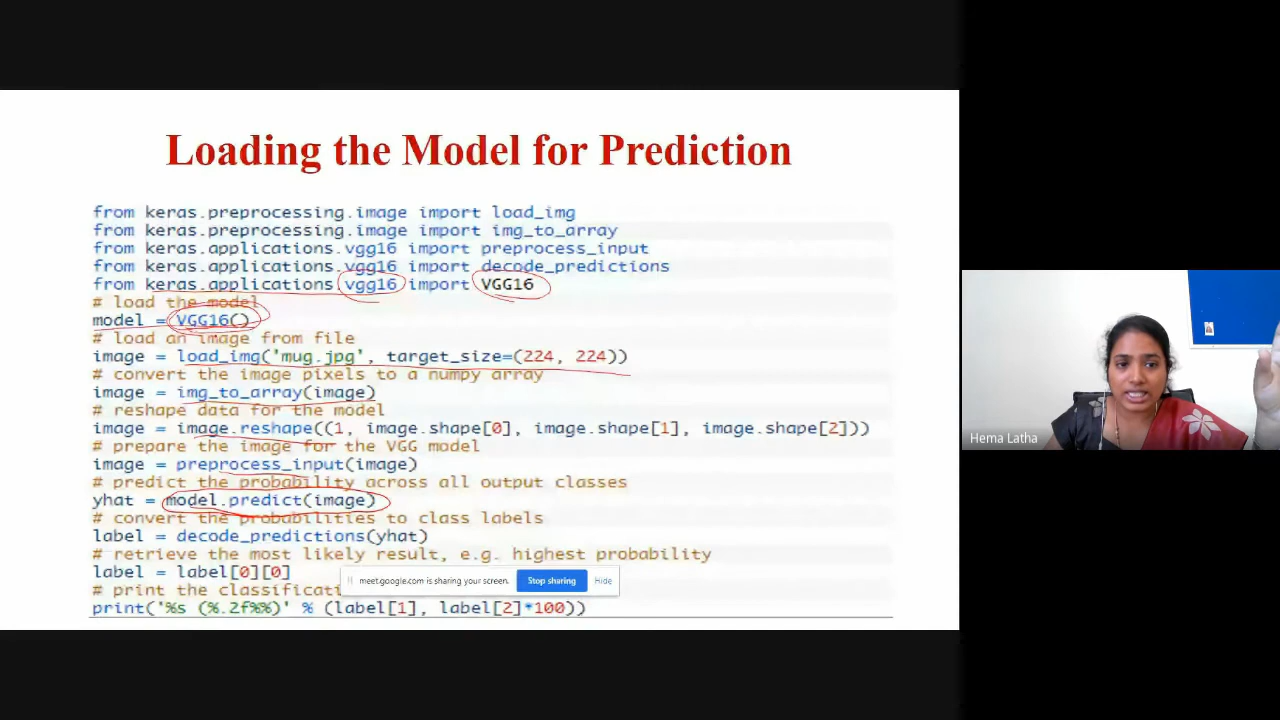 Loading the Model for Prediction
from keras.preprocessing.image import load_img
from keras.preprocessing.image import img_to_array
from keras.applications.vgg16 import preprocess_input
from keras.applications.vgg16 import decode_predictions
from keras.applications.vgg16 import VGG16
# load the model
model = VGG16()
# load an image from file
image = load_img('mug.jpg', target_size=(224, 224))
# convert the image pixels to a numpy array
image = img_to_array(image)
# reshape data for the model
image = image.reshape((1, image.shape[0], image.shape[1], image.shape[2]))
# prepare the image for the VGG model
image = preprocess_input(image)
# predict the probability across all output classes
yhat = model.predict(image)
# convert the probabilities to class labels
label = decode_predictions(yhat)
# retrieve the most likely result, e.g. highest probability
label = label[0][0]
meet.google.com is sharing your screen. Stop sharing Hide
# print the
print('%s (%.2f%%)' % (label[1], label[2]*100))
Hema Latha